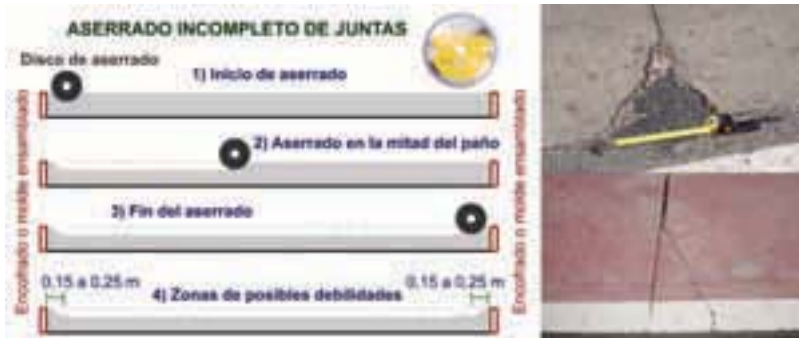 ASERRADO INCOMPLETO DE JUNTAS
Disco de aserrado
1) Inicio de aserrado
2) Aserrado en la mitad del paño
3) Fin del aserrado
0,15 a 0,25 m
0,15 a 0,25 m
4) Zonas de posibles debilidades
Encofrado o molde ensamblado
Encofrado o molde ensamblado